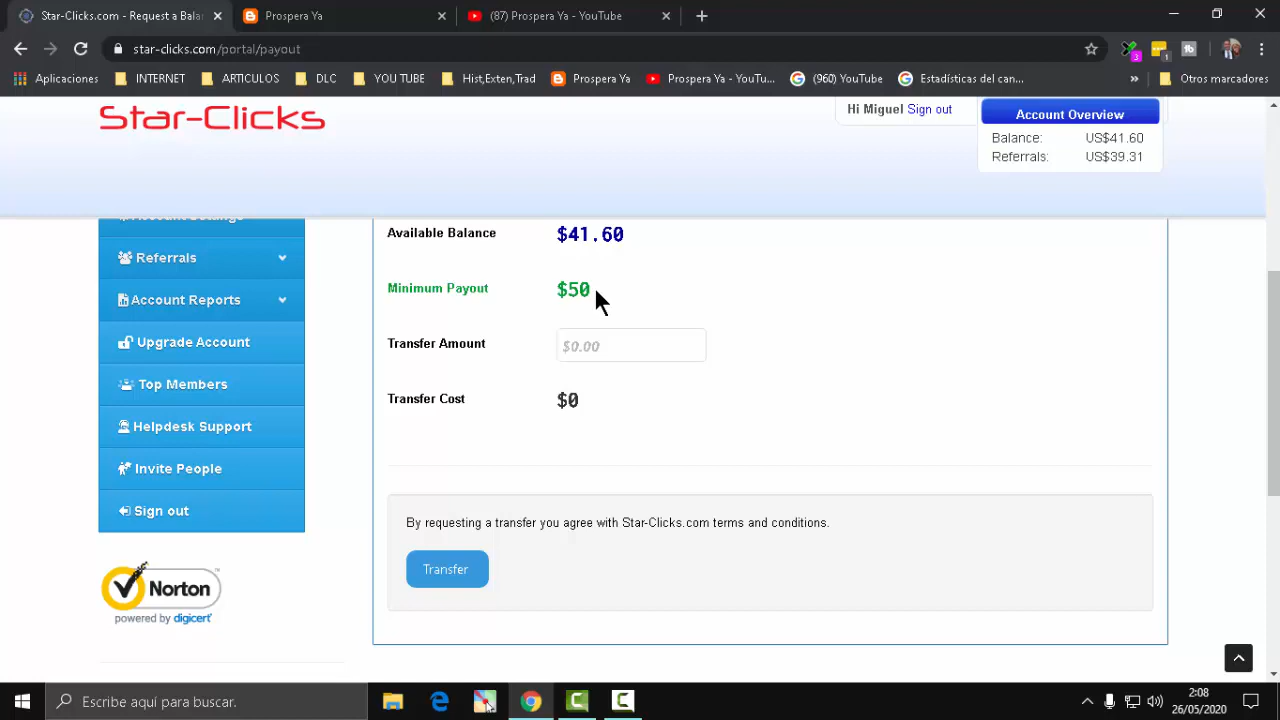 Star-Clicks.com - Request a Bala
Prospera Ya
(87) Prospera Ya - YouTube
star-clicks.com/portal/payout
3
1
Aplicaciones
INTERNET
ARTICULOS
DLC
YOU TUBE
Hist,Exten,Trad
Prospera Ya
Prospera Ya - YouTu...
(960) YouTube
Estadísticas del can...
»
Otros marcadores
Star-Clicks
Hi Miguel Sign out
Account Overview
Balance: US$41.60
Referrals: US$39.31
Account Settings
Referrals
Account Reports
Upgrade Account
Top Members
Helpdesk Support
Invite People
Sign out
Norton
powered by digicert
Available Balance $41.60
Minimum Payout $50
Transfer Amount $0.00
Transfer Cost $0
By requesting a transfer you agree with Star-Clicks.com terms and conditions.
Transfer
Escribe aquí para buscar.
2:08
26/05/2020